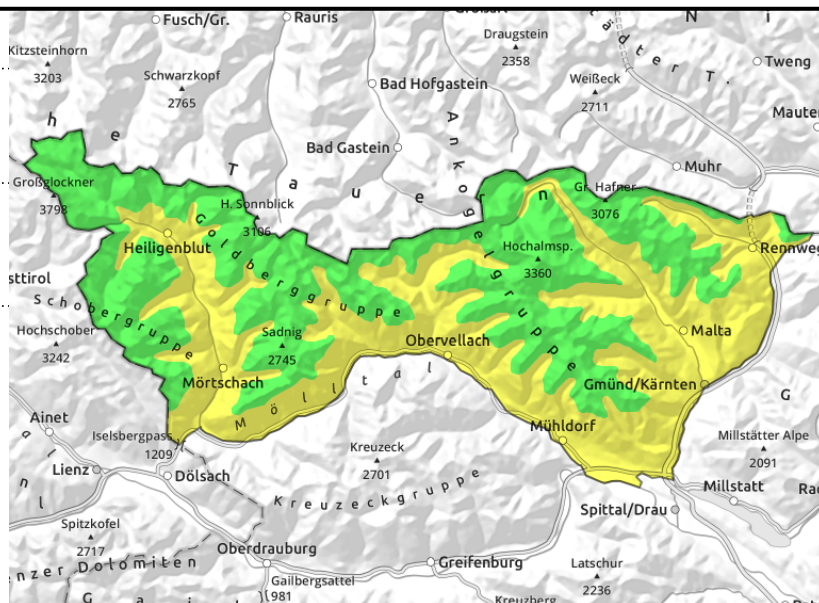 Fusch/Gr.
Rauris
Kitzsteinhorn
3203
Schwarzkopf
2765
Draugstein
2358
Tweng
Weißeck
2711
Bad Hofgastein
Bad Gastein
Muhr
T a u e n
Großglockner
3798
H. Sonnblick
3106
Gr. Hafner
3076
Heiligenblut
Goldberggruppe
Ankogelgruppe
Hochalmsp.
3360
Rennweg
Schobergruppe
Hochschober
3242
Sadnig
2745
Obervellach
Malta
Mörtschach
Gmünd/Kärnten
Mölltal
G
Ainet
Iselsbergpass
1209
Mühldorf
Kreuzeck
2701
Millstätter Alpe
2091
Lienz
Dölsach
Kreuzeckgruppe
Millstatt
Spittal/Drau
Spitzkofel
2717
Oberdrauburg
Greifenburg
Latschur
2236
enzer Dolomiten
Gailbergsattel
981
Kreuzberg
G a i